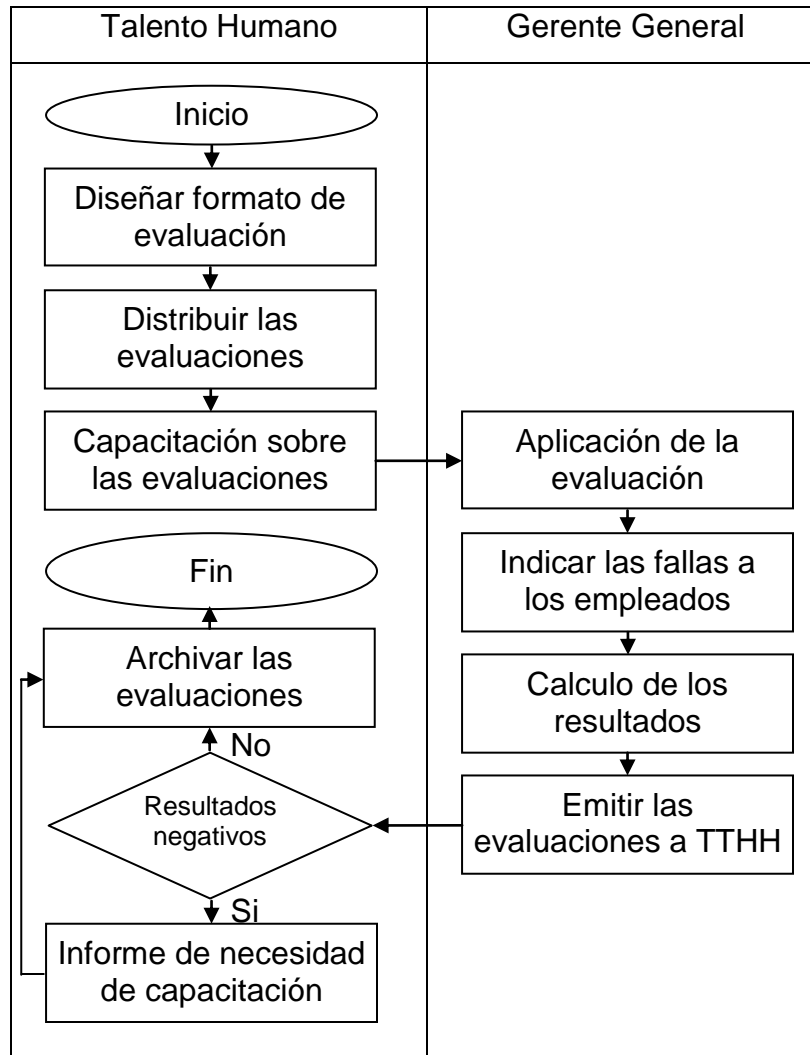 Talento Humano
Gerente General
Inicio
Diseñar formato de
evaluación
Distribuir las
evaluaciones
Capacitación sobre
las evaluaciones
Aplicación de la
evaluación
Indicar las fallas a
los empleados
Calculo de los
resultados
Emitir las
evaluaciones a TTHH
Resultados
negativos
No
Si
Informe de necesidad
de capacitación
Archivar las
evaluaciones
Fin